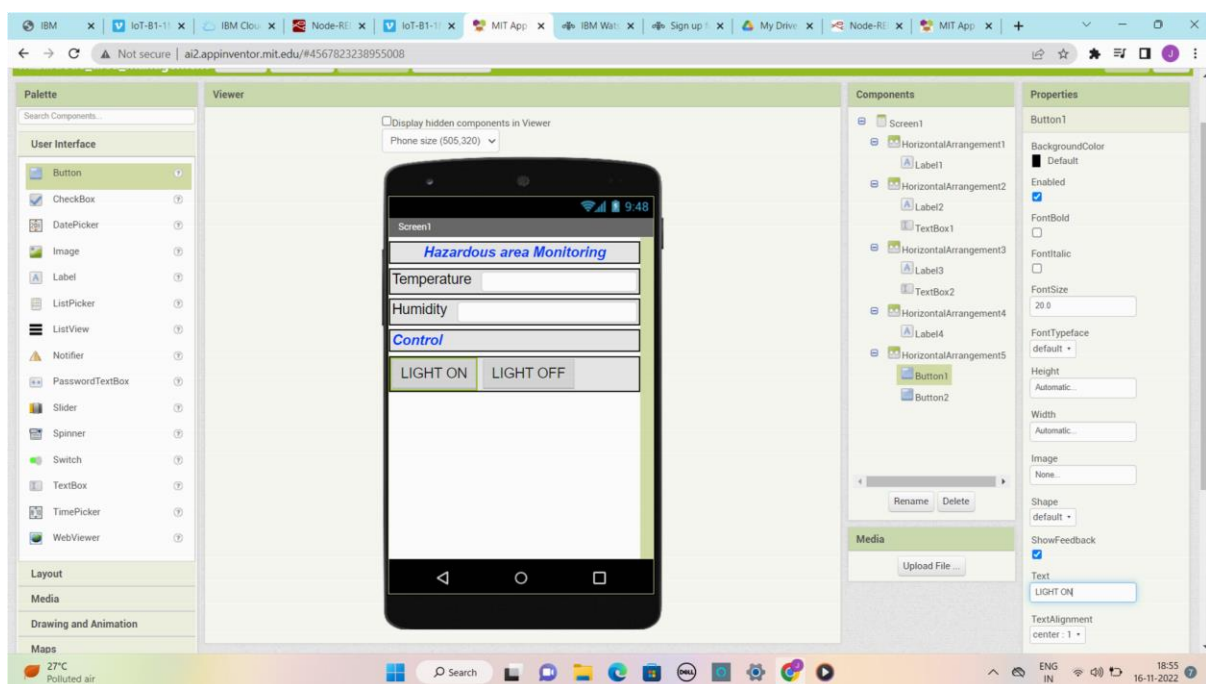 IBM
IoT-B1-1
IBM Clou
Node-RE
IoT-B1-1
MIT App
IBM Wat
Sign up f
My Drive
Node-RE
MIT App
Not secure
ai2.appinventor.mit.edu/#4567823238955008
Palette
Search Components...
User Interface
Button
CheckBox
DatePicker
Image
Label
ListPicker
ListView
Notifier
PasswordTextBox
Slider
Spinner
Switch
TextBox
TimePicker
WebViewer
Layout
Media
Drawing and Animation
Maps
Viewer
Display hidden components in Viewer
Phone size (505,320)
9:48
Screen1
Hazardous area Monitoring
Temperature
Humidity
Control
LIGHT ON LIGHT OFF
Components
Screen1
HorizontalArrangement1
Label1
HorizontalArrangement2
Label2
TextBox1
HorizontalArrangement3
Label3
TextBox2
HorizontalArrangement4
Label4
HorizontalArrangement5
Button1
Button2
Rename Delete
Media
Upload File ...
Properties
Button1
BackgroundColor
Default
Enabled
FontBold
FontItalic
FontSize
20.0
FontTypeface
default
Height
Automatic...
Width
Automatic...
Image
None...
Shape
default
ShowFeedback
Text
LIGHT ON
TextAlignment
center : 1
27°C
Polluted air
Search
DELL
ENG
IN
18:55
16-11-2022